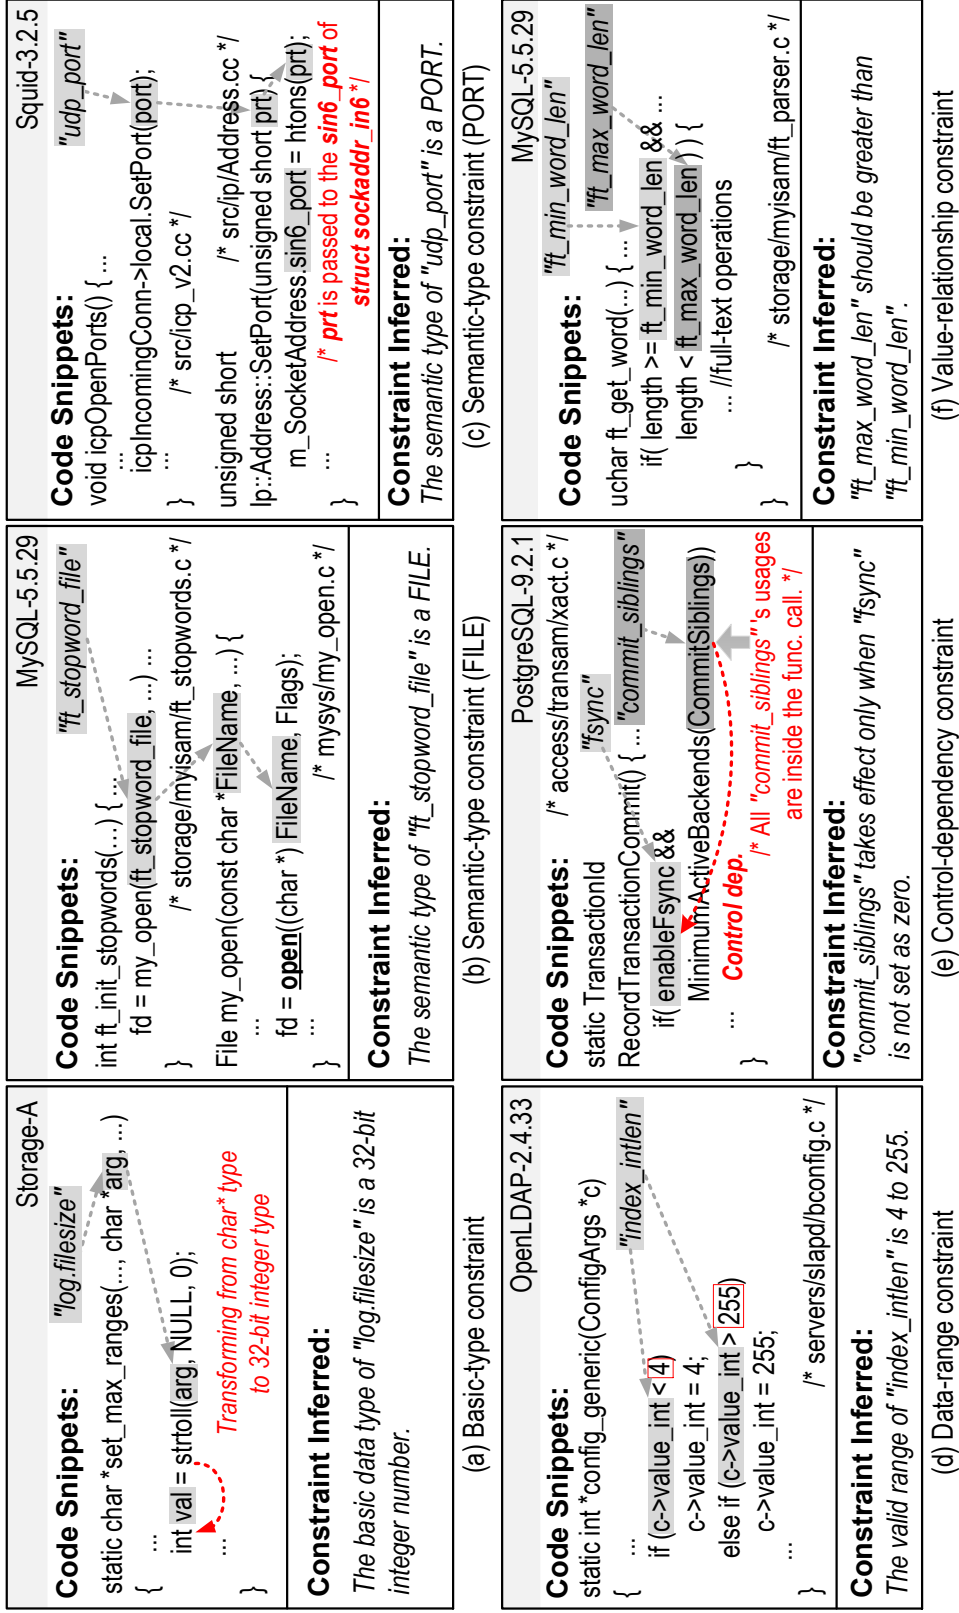 Storage-A
Code Snippets:
"log.filesize"
static char *set_max_ranges(..., char *arg, ...)
{
...
int val = strtoll(arg, NULL, 0);
...
Transforming from char* type
to 32-bit integer type
}
Constraint Inferred:
The basic data type of "log.filesize" is a 32-bit
integer number.
(a) Basic-type constraint
MySQL-5.5.29
Code Snippets:
"ft_stopword_file"
int ft_init_stopwords(...) { ...
fd = my_open(ft_stopword_file, ...) ...
} /* storage/myisam/ft_stopwords.c */
File my_open(const char *FileName, ...) {
...
fd = open((char *) FileName, Flags);
...
} /* mysys/my_open.c */
Constraint Inferred:
The semantic type of "ft_stopword_file" is a FILE.
(b) Semantic-type constraint (FILE)
Squid-3.2.5
Code Snippets:
"udp_port"
void icpOpenPorts() { ...
...
icpIncomingConn->local.SetPort(port);
...
} /* src/icp_v2.cc */
unsigned short /* src/ip/Address.cc */
Ip::Address::SetPort(unsigned short prt) {
m_SocketAddress.sin6_port = htons(prt);
... /* prt is passed to the sin6_port of
} struct sockaddr_in6 */
Constraint Inferred:
The semantic type of "udp_port" is a PORT.
(c) Semantic-type constraint (PORT)
OpenLDAP-2.4.33
Code Snippets:
static int *config_generic(ConfigArgs *c)
{
"index_intlen"
...
if (c->value_int < 4)
c->value_int = 4;
else if (c->value_int > 255)
c->value_int = 255;
...
} /* servers/slapd/bconfig.c */
Constraint Inferred:
The valid range of "index_intlen" is 4 to 255.
(d) Data-range constraint
PostgreSQL-9.2.1
Code Snippets: /* access/transam/xact.c */
static TransactionId "fsync"
RecordTransactionCommit() { ... "commit_siblings"
if( enableFsync &&
MinimumActiveBackends(CommitSiblings))
... Control dep.
/* All "commit_siblings"'s usages
} are inside the func. call. */
Constraint Inferred:
"commit_siblings" takes effect only when "fsync"
is not set as zero.
(e) Control-dependency constraint
MySQL-5.5.29
Code Snippets: "ft_min_word_len"
"ft_max_word_len"
uchar ft_get_word(...) { ...
if( length >= ft_min_word_len && ...
length < ft_max_word_len ) ) {
... //full-text operations
}
/* storage/myisam/ft_parser.c */
Constraint Inferred:
"ft_max_word_len" should be greater than
"ft_min_word_len".
(f) Value-relationship constraint